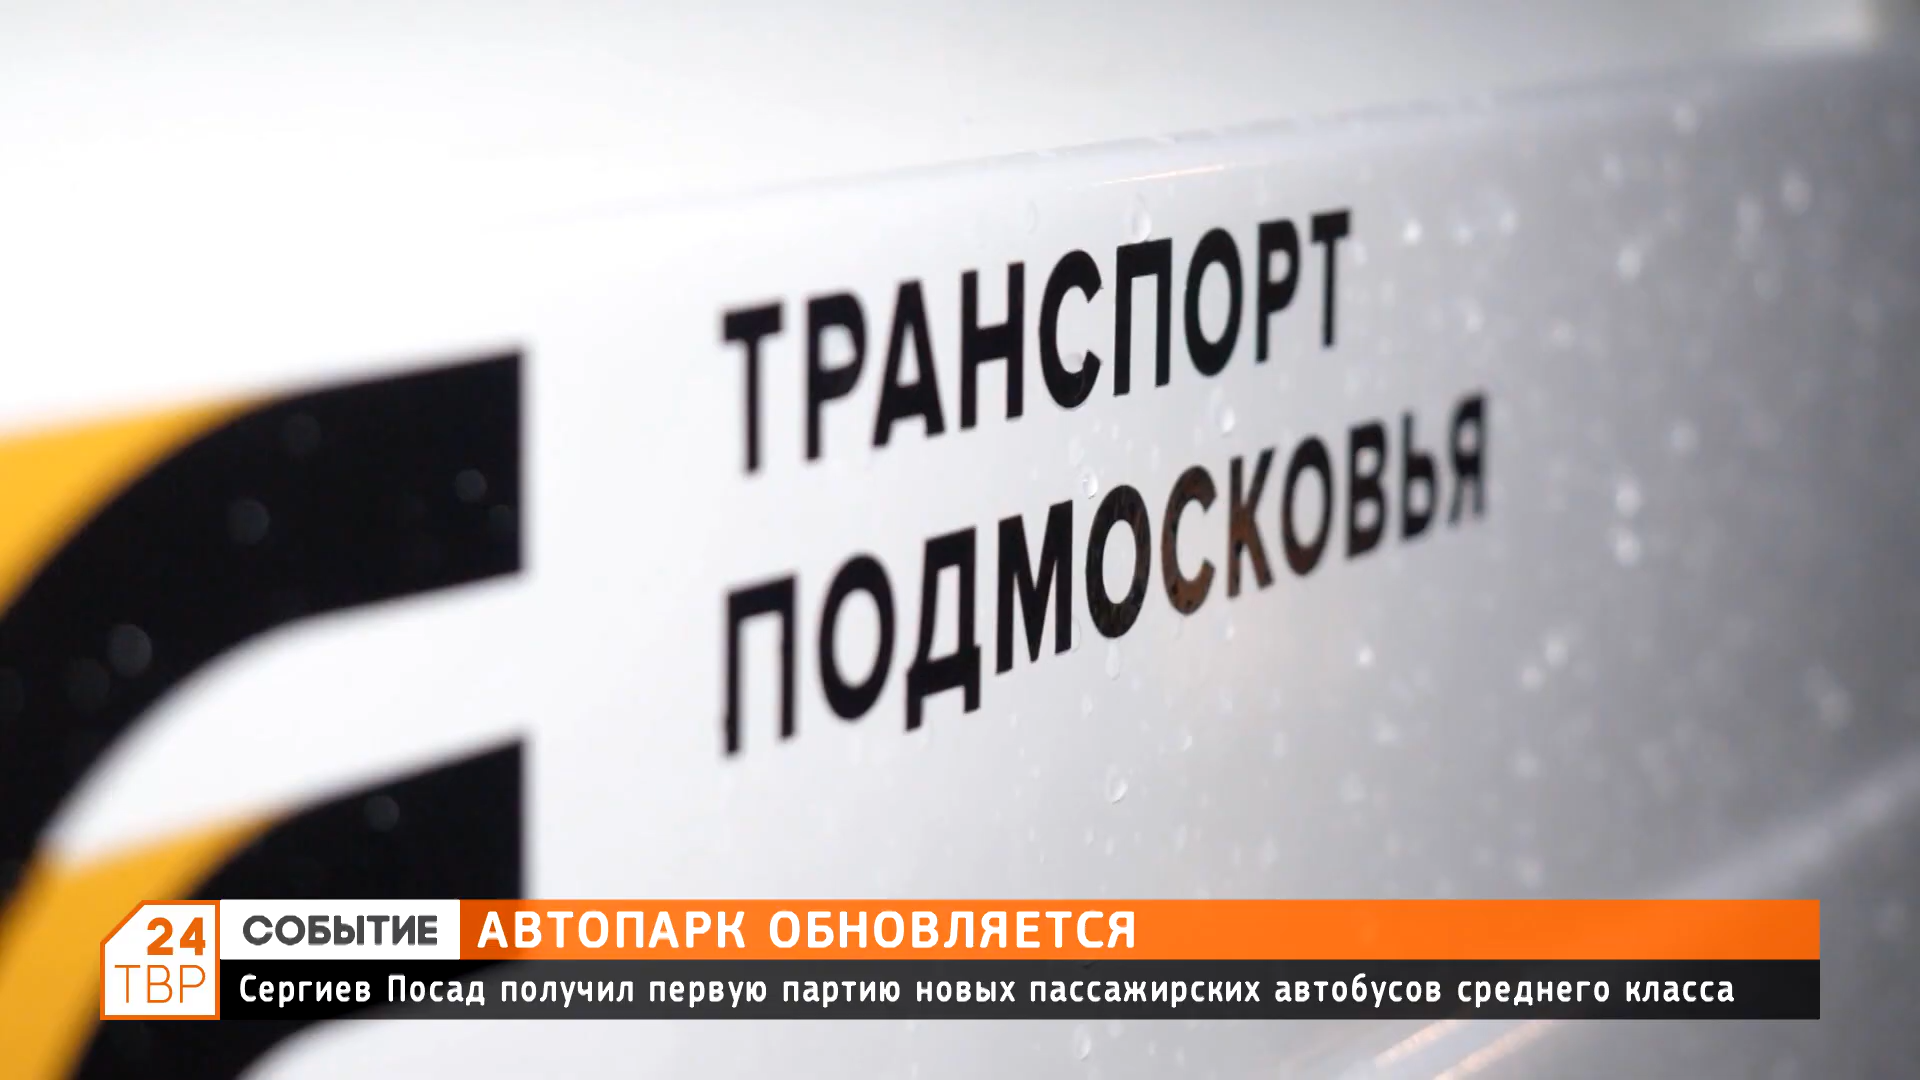 ТРАНСПОРТ
ПОДМОСКОВЬЯ
24
ТВР
СОБЫТИЕ
АВТОПАРК ОБНОВЛЯЕТСЯ
Сергиев Посад получил первую партию новых пассажирских автобусов среднего класса